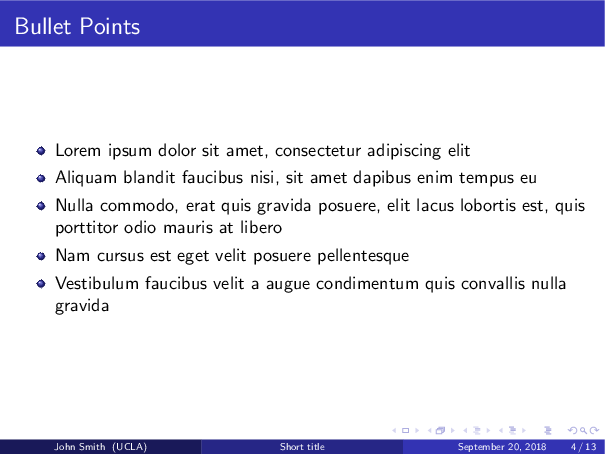 Bullet Points
Lorem ipsum dolor sit amet, consectetur adipiscing elit
Aliquam blandit faucibus nisi, sit amet dapibus enim tempus eu
Nulla commodo, erat quis gravida posuere, elit lacus lobortis est, quis
porttitor odio mauris at libero
Nam cursus est eget velit posuere pellentesque
Vestibulum faucibus velit a augue condimentum quis convallis nulla
gravida
John Smith (UCLA) Short title September 20, 2018 4 / 13